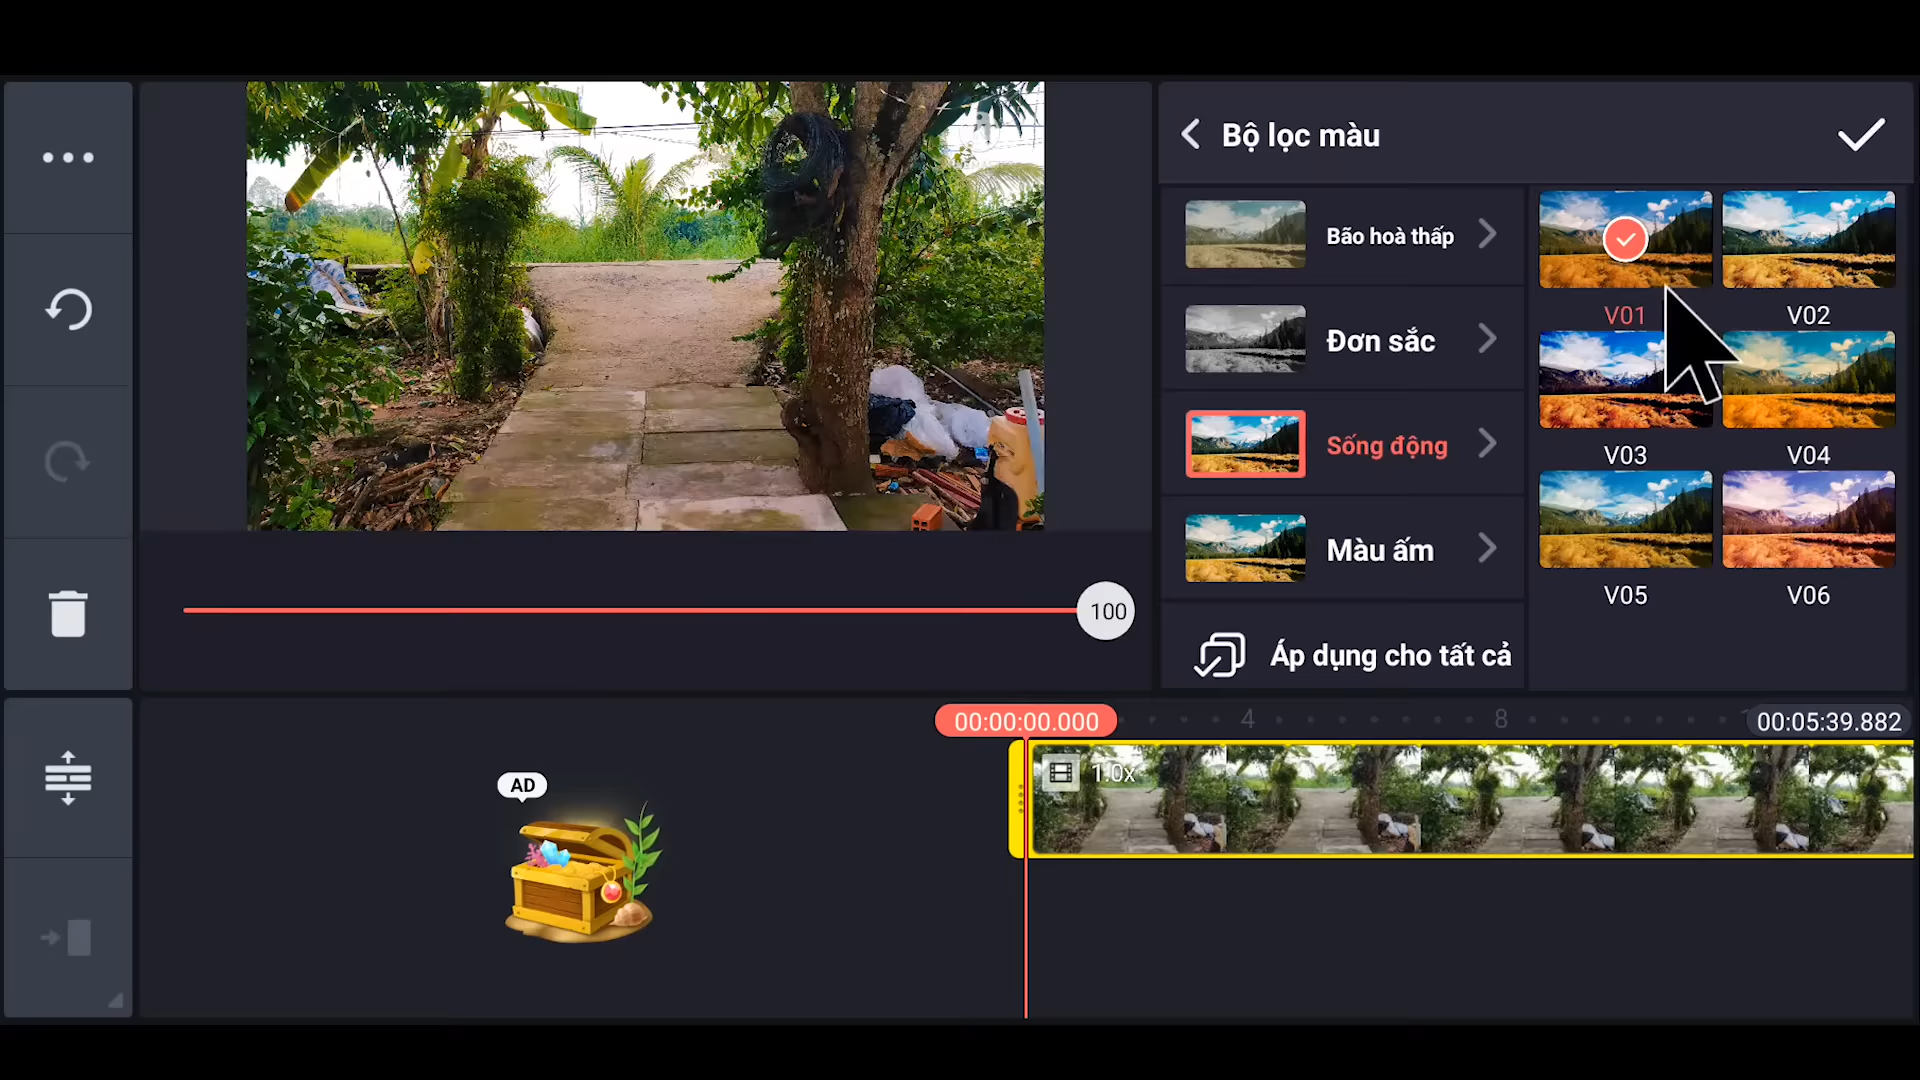 Bộ lọc màu
Bão hoà thấp
Đơn sắc
Sống động
Màu ấm
Áp dụng cho tất cả
V01
V02
V03
V04
V05
V06
100
00:00:00.000
4
8
00:05:39.882
1.0x
AD